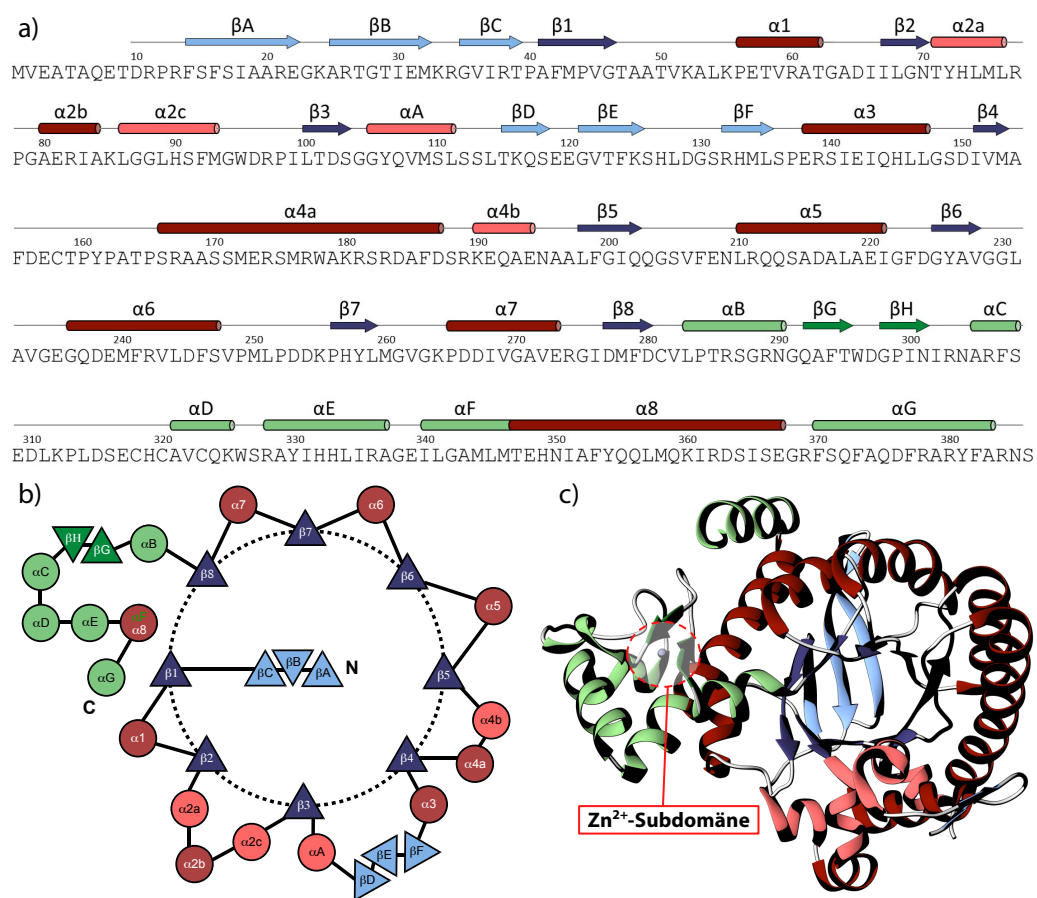 a)
βA βB βC β1 α1 β2 α2a
10 20 30 40 50 60 70
MVEATAQETDRPRFSFSIAAREGKARTGTIEMKRGVIRTPAFMPVGTAATVKALKPETVRATGADIILGNTYHLMLR
α2b α2c β3 αA βD βE βF α3 β4
80 90 100 110 120 130 140 150
PGAERIAKLGGLHSFMGWDRPILTDSGGYQVMSLSSLTKQSEEGVTFKSHLDGSRHMLSPERSIEIQHLLGSDIVMA
α4a α4b β5 α5 β6
160 170 180 190 200 210 220 230
FDECTPYPATPSRAASSMERSMRWAKRSRDAFDSRKEQAENAALFGIQQGSVFENLRQQSADALAEIGFDGYAVGGL
α6 β7 α7 β8 αB βG βH αC
240 250 260 270 280 290 300
AVGEGQDEMFRVLDFSVPMLPDDKPHYLMGVGKPDDIVGAVERGIDMFDCVLPTRSGRNGQAFTWDGPINIRNARFS
αD αE αF α8 αG
310 320 330 340 350 360 370 380
EDLKPLDSECHCAVCQKWSRAYIHHLIRAGEILGAMLMTEHNIAFYQQLMQKIRDSISEGRFSQFAQDFRARYFARNS
b)
α7 α6
βH βG αB β7
αC β8 β6
αD αE α8 α5
αG β1 βC βB βA N β5
C
α1 α4b
β2 β4 α4a
α2a β3 α3
α2c αA βE βF
α2b βD
c)
Zn2+-Subdomäne